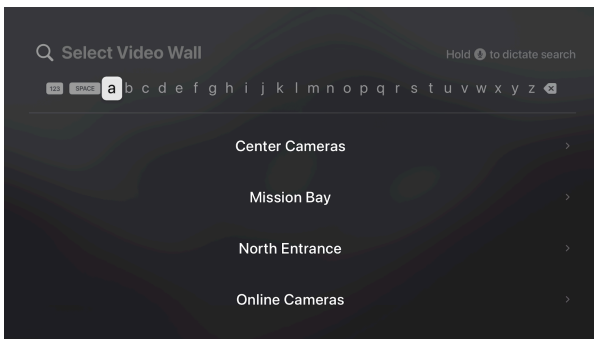 Select Video Wall
Hold to dictate search
123 SPACE a b c d e f g h i j k l m n o p q r s t u v w x y z
Center Cameras
Mission Bay
North Entrance
Online Cameras